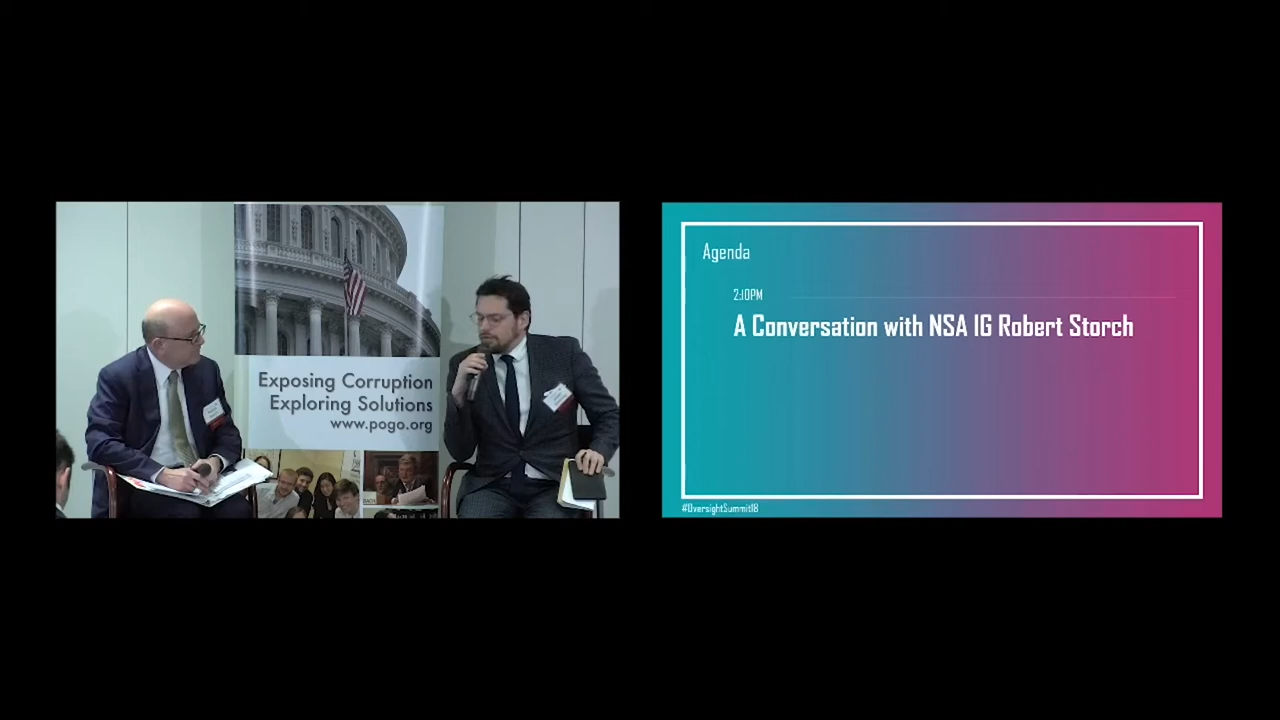 Exposing Corruption
Exploring Solutions
www.pogo.org
Agenda
2:10PM
A Conversation with NSA IG Robert Storch
#OversightSummit18